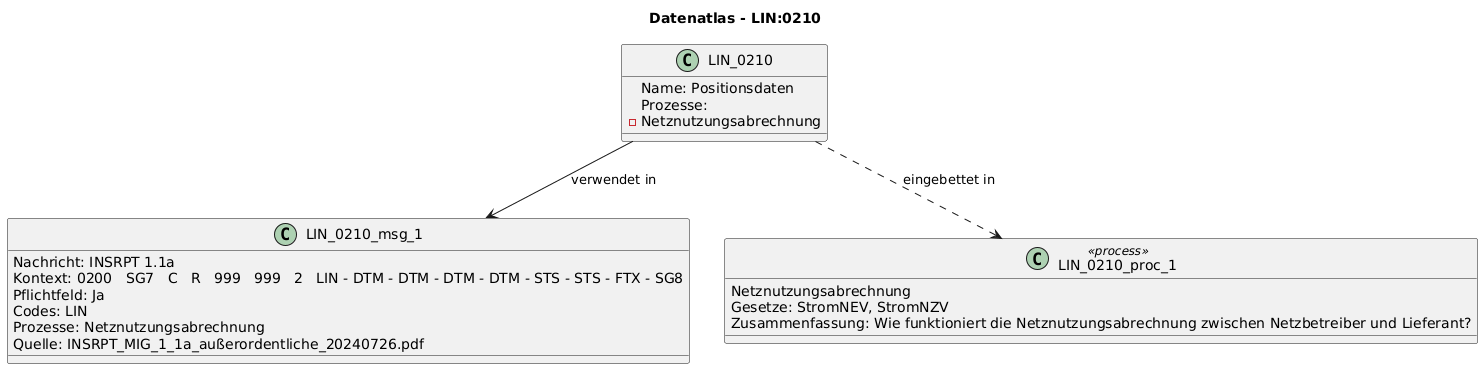 Datenatlas - LIN:0210
C LIN_0210
Name: Positionsdaten
Prozesse:
Netznutzungsabrechnung
verwendet in
eingebettet in
C LIN_0210_msg_1
Nachricht: INSRPT 1.1a
Kontext: 0200 SG7 C R 999 999 2 LIN - DTM - DTM - DTM - DTM - STS - STS - FTX - SG8
Pflichtfeld: Ja
Codes: LIN
Prozesse: Netznutzungsabrechnung
Quelle: INSRPT_MIG_1_1a_außerordentliche_20240726.pdf
«process»
C LIN_0210_proc_1
Netznutzungsabrechnung
Gesetze: StromNEV, StromNZV
Zusammenfassung: Wie funktioniert die Netznutzungsabrechnung zwischen Netzbetreiber und Lieferant?